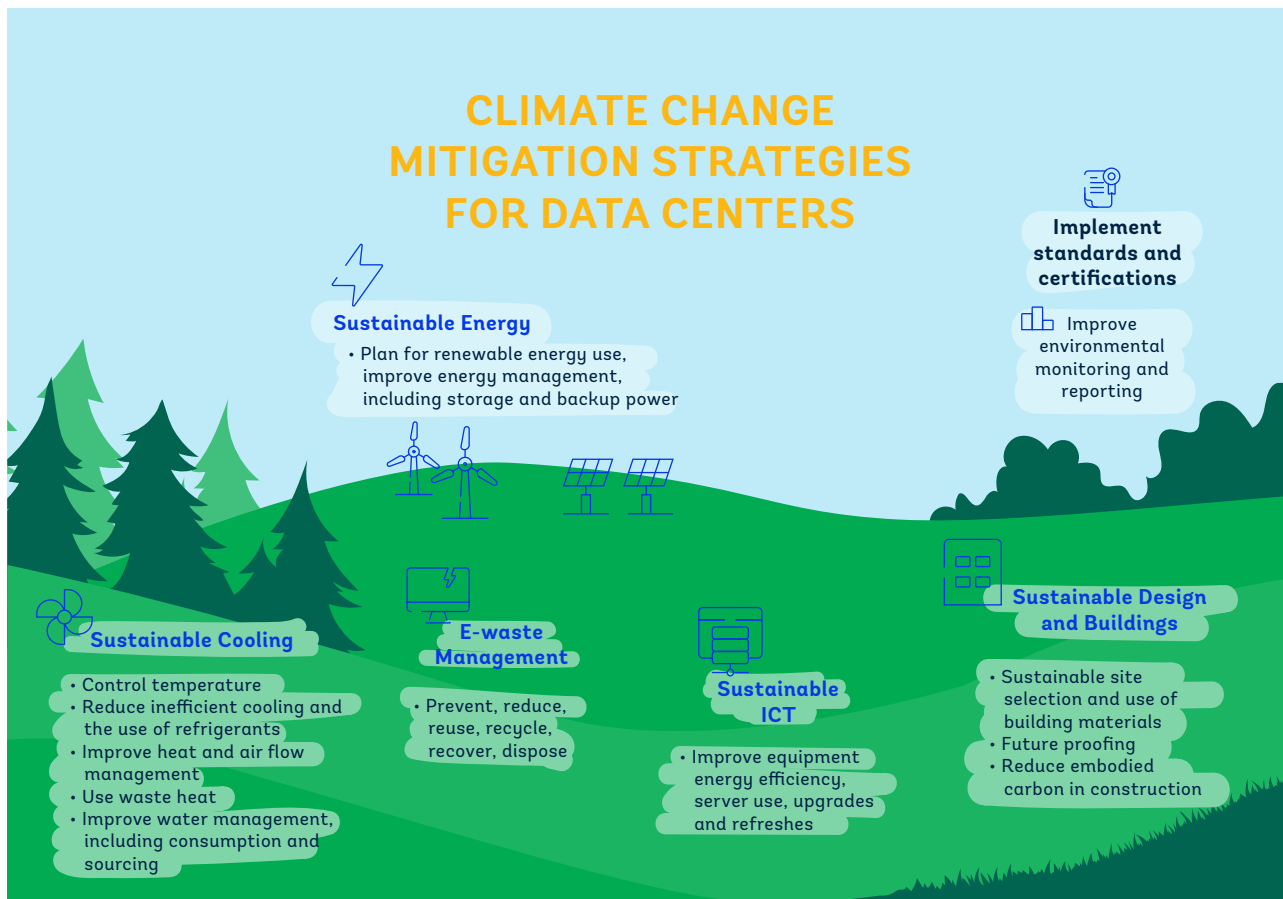 CLIMATE CHANGE
MITIGATION STRATEGIES
FOR DATA CENTERS
Implement
standards and
certifications
Improve
environmental
monitoring and
reporting
Sustainable Energy
• Plan for renewable energy use,
improve energy management,
including storage and backup power
Sustainable Cooling
• Control temperature
• Reduce inefficient cooling and
the use of refrigerants
• Improve heat and air flow
management
• Use waste heat
• Improve water management,
including consumption and
sourcing
E-waste
Management
• Prevent, reduce,
reuse, recycle,
recover, dispose
Sustainable
ICT
• Improve equipment
energy efficiency,
server use, upgrades
and refreshes
Sustainable Design
and Buildings
• Sustainable site
selection and use of
building materials
• Future proofing
• Reduce embodied
carbon in construction